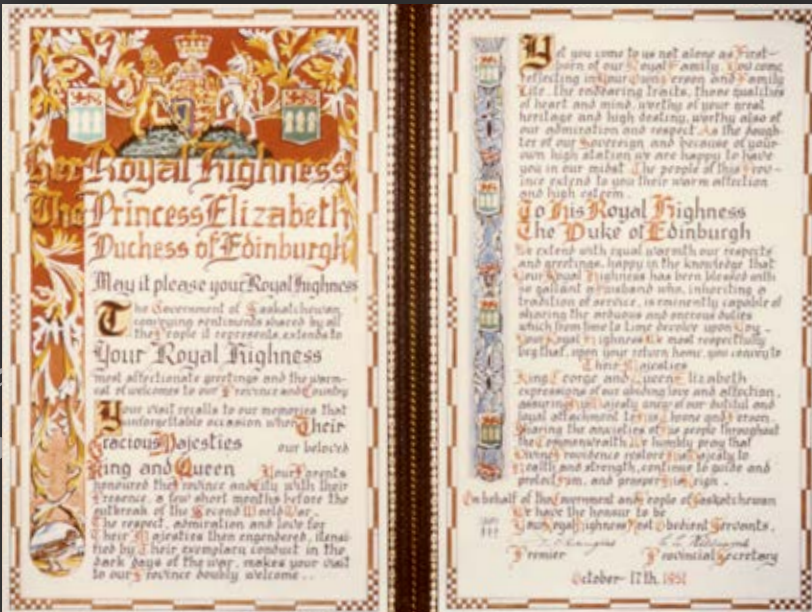 Her Royal Highness
The Princess Elizabeth
Duchess of Edinburgh
May it please your Royal Highness
The Government of Saskatchewan
conveying sentiments shared by all
the People it represents, extends to
Your Royal Highness
most affectionate greetings and the warm-
est of welcomes to our Province and Country
Your visit recalls to our memories that
unforgettable occasion when Their
Gracious Majesties our beloved
King and Queen Your Parents
honoured the Province and City with their
Presence, a few short months before the
outbreak of the Second World War.
The respect, admiration and love for
Their Majesties then engendered, itensi
fied by Their exemplary conduct in the
dark days of the war, makes your visit
to our Province doubly welcome . .
Yet you come to us not alone as First-
born of our Royal Family. You come
reflecting in Your Own Person and Family
Life, the endearing traits, those qualities
of heart and mind, worthy of your great
heritage and high destiny, worthy also of
our admiration and respect. As the daugh-
ter of our Sovereign and because of your
own high station we are happy to have
you in our midst. The people of this Prov-
ince extend to you their warm affection
and high esteem.
To His Royal Highness
The Duke of Edinburgh
We extend with equal warmth our respects
and greetings, happy in the knowledge that
Your Royal Highness has been blessed with
so gallant a Husband who, inheriting a
tradition of service, is eminently capable of
sharing the arduous and onerous duties
which from time to time devolve upon You.
Your Royal Highness We most respectfully
beg that, upon your return home, you convey to
Their Majesties
King George and Queen Elizabeth
expressions of our abiding love and affection,
assuring His Majesty anew of our dutiful and
loyal attachment to His Throne and Person.
Sharing the anxieties of His people throughout
the Commonwealth We humbly pray that
Divine Providence restore His Majesty to
health and strength, continue to guide and
protect Him, and prosper His Reign.
On behalf of the Government and People of Saskatchewan
We have the honour to be
Your Royal Highness' Most Obedient Servants.
Premier Provincial Secretary
October 17th, 1951